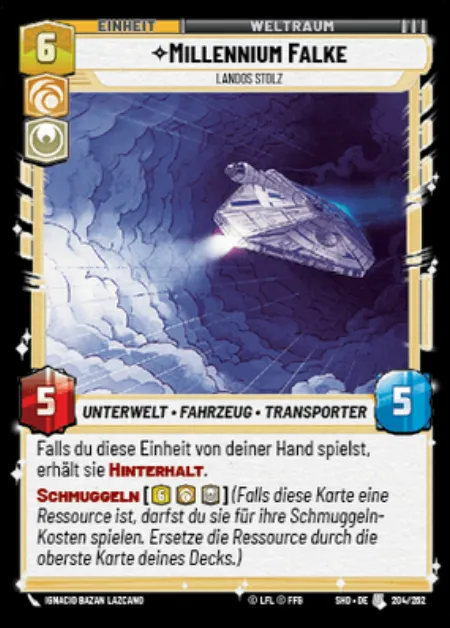 EINHEIT WELTRAUM
6
MILLENNIUM FALKE
LANDOS STOLZ
5 UNTERWELT • FAHRZEUG • TRANSPORTER 5
Falls du diese Einheit von deiner Hand spielst,
erhält sie HINTERHALT.
SCHMUGGELN [6] (Falls diese Karte eine
Ressource ist, darfst du sie für ihre Schmuggeln-
Kosten spielen. Ersetze die Ressource durch die
oberste Karte deines Decks.)
IGNACIO BAZAN LAZCANO © LFL © FFG SHD • DE 204/262